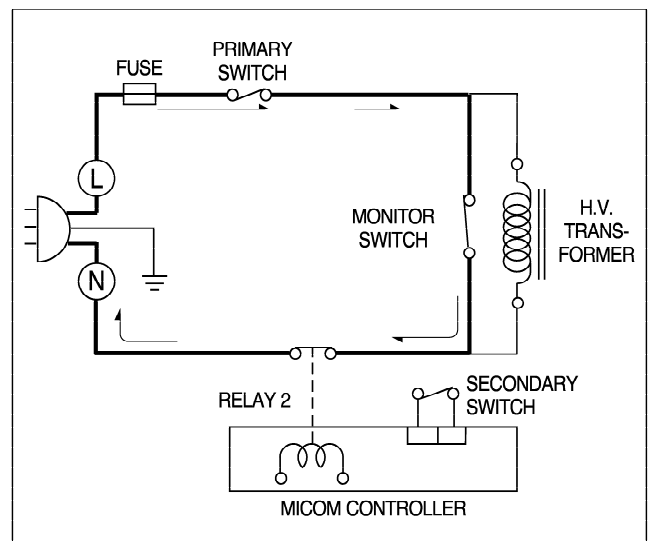 PRIMARY
SWITCH
FUSE
L
MONITOR
SWITCH
H.V.
TRANS-
FORMER
N
RELAY 2
SECONDARY
SWITCH
MICOM CONTROLLER